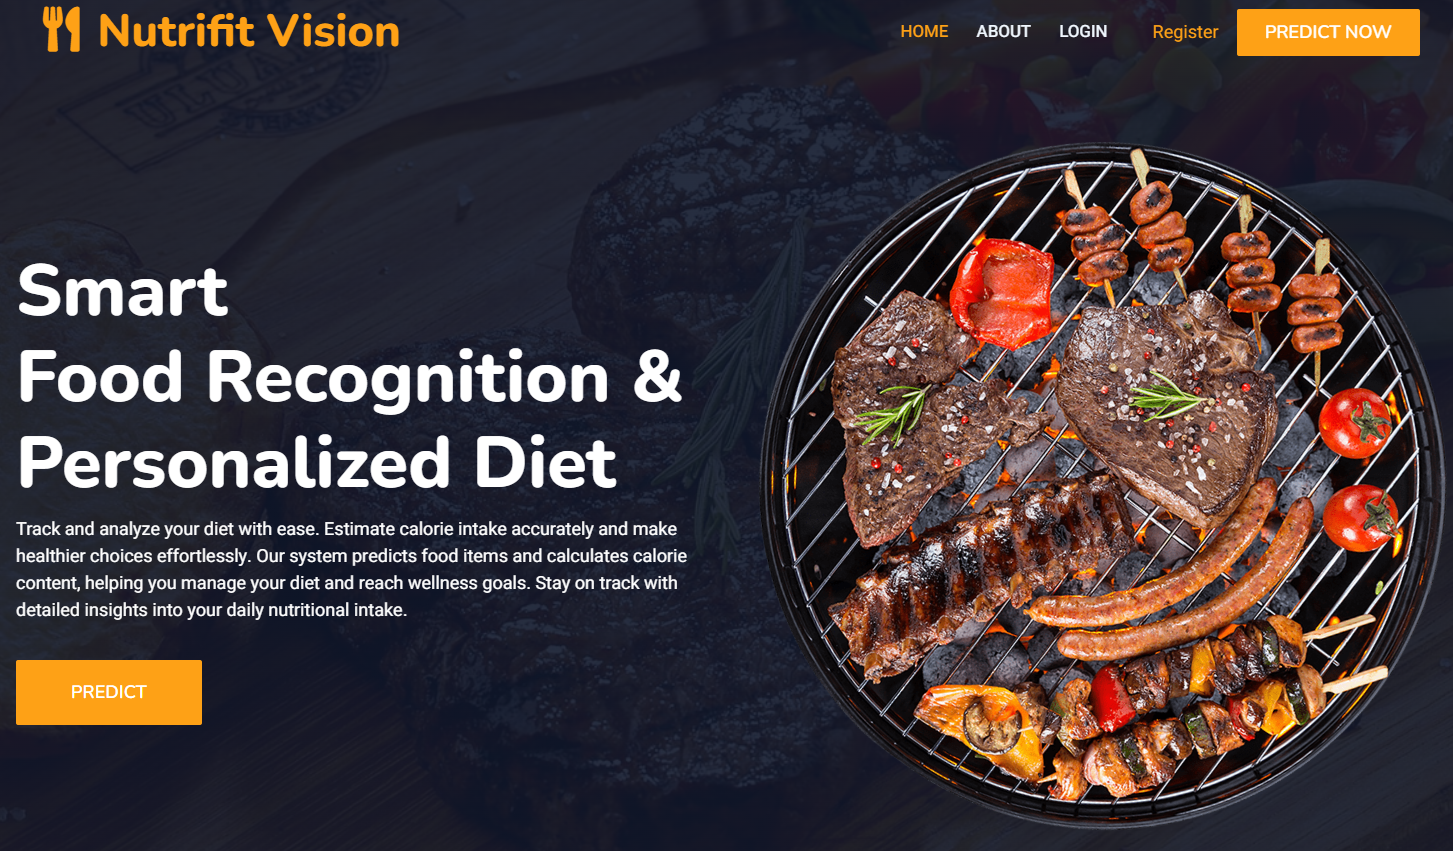 Nutrifit Vision
HOME ABOUT LOGIN Register PREDICT NOW
Smart
Food Recognition &
Personalized Diet
Track and analyze your diet with ease. Estimate calorie intake accurately and make
healthier choices effortlessly. Our system predicts food items and calculates calorie
content, helping you manage your diet and reach wellness goals. Stay on track with
detailed insights into your daily nutritional intake.
PREDICT